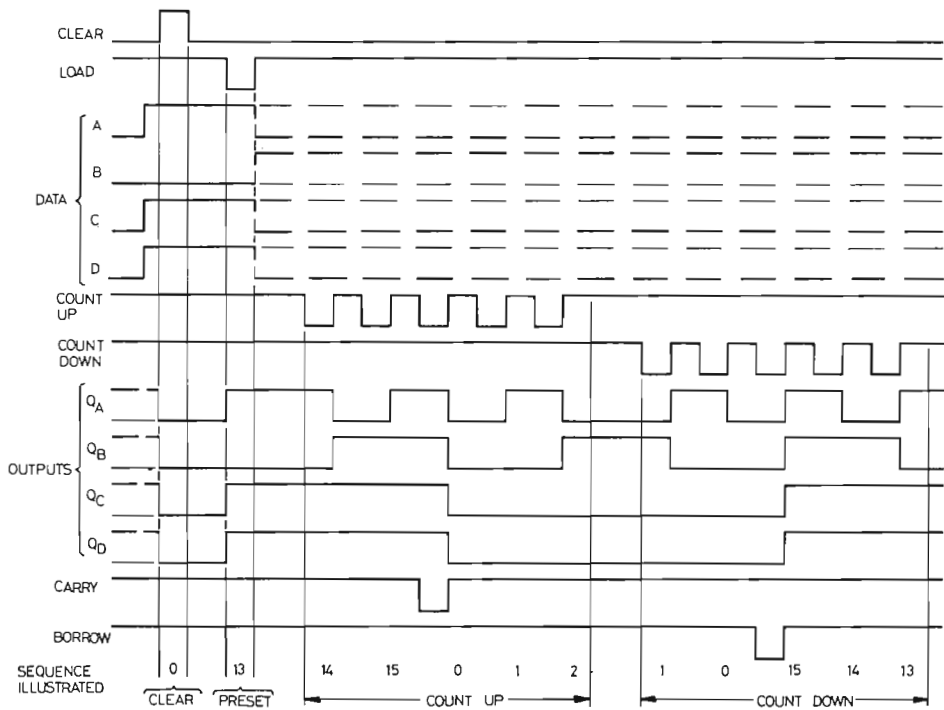 CLEAR
LOAD
A
B
DATA
C
D
COUNT UP
COUNT DOWN
QA
QB
OUTPUTS
QC
QD
CARRY
BORROW
SEQUENCE ILLUSTRATED 0 13 14 15 0 1 2 1 0 15 14 13
CLEAR PRESET COUNT UP COUNT DOWN